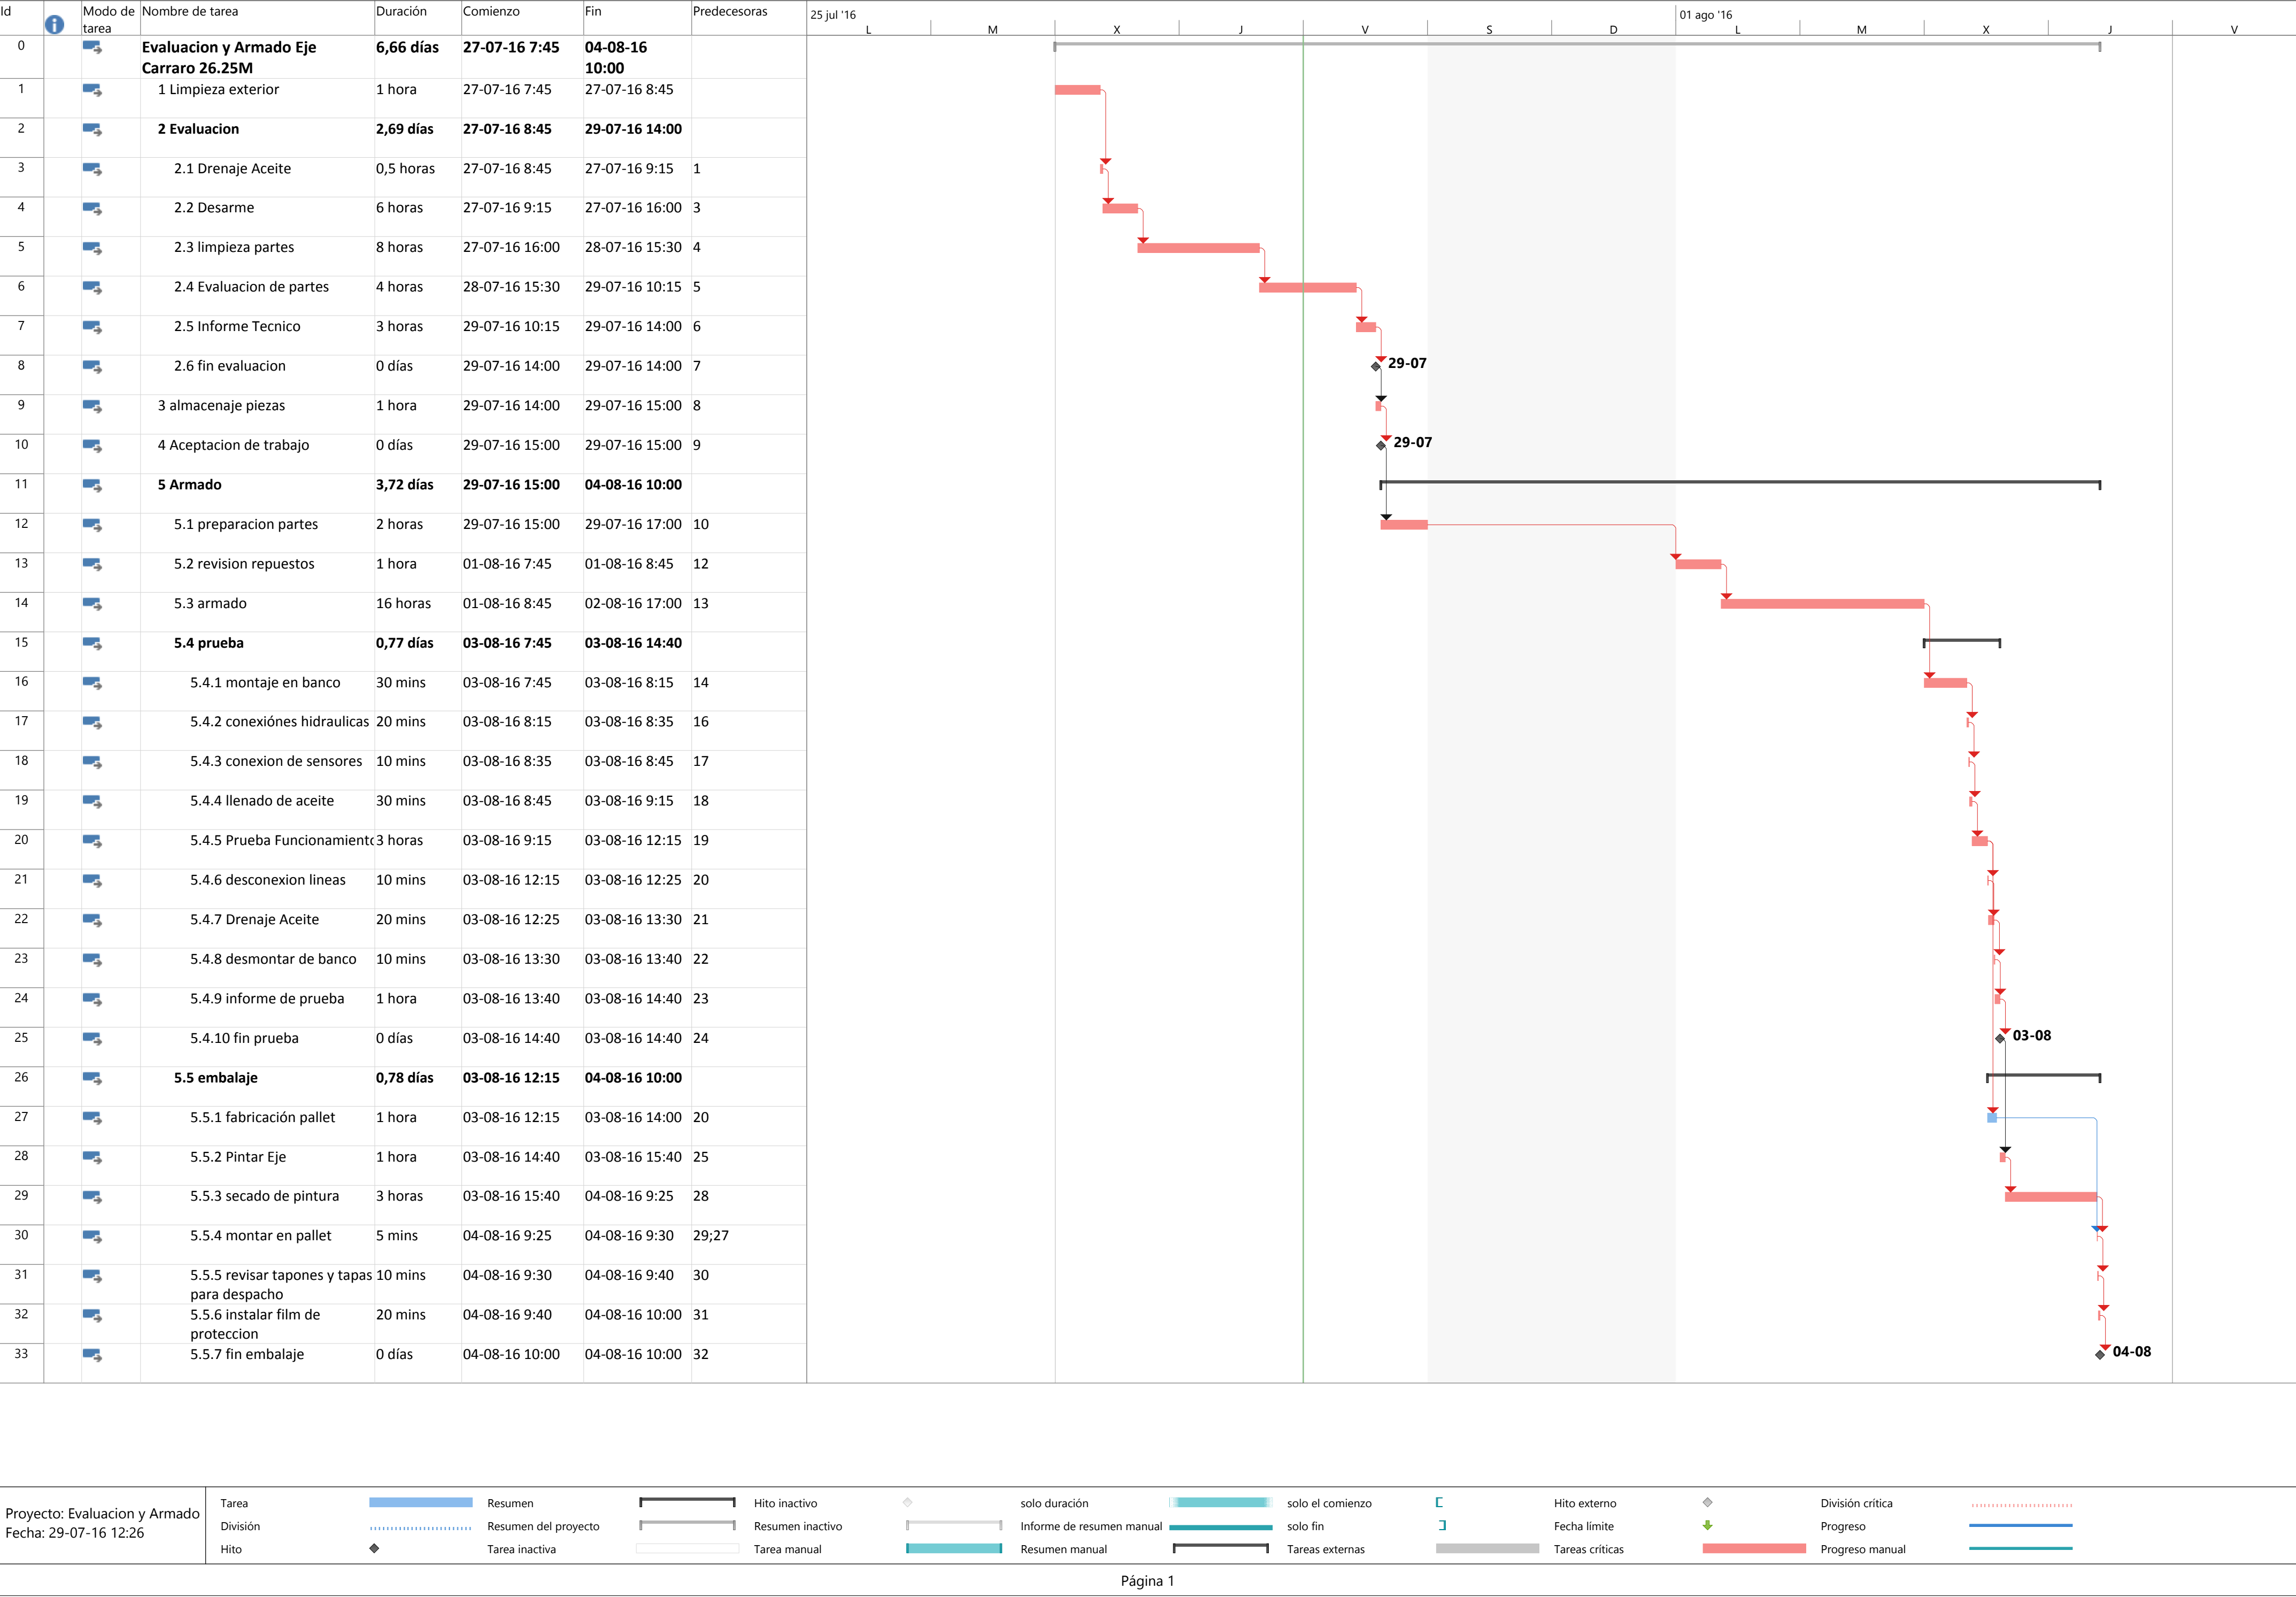 Id Modo de tarea Nombre de tarea Duración Comienzo Fin Predecesoras 25 jul '16 01 ago '16
L M X J V S D L M X J V
0 Evaluacion y Armado Eje Carraro 26.25M 6,66 días 27-07-16 7:45 04-08-16 10:00
1 1 Limpieza exterior 1 hora 27-07-16 7:45 27-07-16 8:45
2 2 Evaluacion 2,69 días 27-07-16 8:45 29-07-16 14:00
3 2.1 Drenaje Aceite 0,5 horas 27-07-16 8:45 27-07-16 9:15 1
4 2.2 Desarme 6 horas 27-07-16 9:15 27-07-16 16:00 3
5 2.3 limpieza partes 8 horas 27-07-16 16:00 28-07-16 15:30 4
6 2.4 Evaluacion de partes 4 horas 28-07-16 15:30 29-07-16 10:15 5
7 2.5 Informe Tecnico 3 horas 29-07-16 10:15 29-07-16 14:00 6
8 2.6 fin evaluacion 0 días 29-07-16 14:00 29-07-16 14:00 7 29-07
9 3 almacenaje piezas 1 hora 29-07-16 14:00 29-07-16 15:00 8
10 4 Aceptacion de trabajo 0 días 29-07-16 15:00 29-07-16 15:00 9 29-07
11 5 Armado 3,72 días 29-07-16 15:00 04-08-16 10:00
12 5.1 preparacion partes 2 horas 29-07-16 15:00 29-07-16 17:00 10
13 5.2 revision repuestos 1 hora 01-08-16 7:45 01-08-16 8:45 12
14 5.3 armado 16 horas 01-08-16 8:45 02-08-16 17:00 13
15 5.4 prueba 0,77 días 03-08-16 7:45 03-08-16 14:40
16 5.4.1 montaje en banco 30 mins 03-08-16 7:45 03-08-16 8:15 14
17 5.4.2 conexiónes hidraulicas 20 mins 03-08-16 8:15 03-08-16 8:35 16
18 5.4.3 conexion de sensores 10 mins 03-08-16 8:35 03-08-16 8:45 17
19 5.4.4 llenado de aceite 30 mins 03-08-16 8:45 03-08-16 9:15 18
20 5.4.5 Prueba Funcionamiento 3 horas 03-08-16 9:15 03-08-16 12:15 19
21 5.4.6 desconexion lineas 10 mins 03-08-16 12:15 03-08-16 12:25 20
22 5.4.7 Drenaje Aceite 20 mins 03-08-16 12:25 03-08-16 13:30 21
23 5.4.8 desmontar de banco 10 mins 03-08-16 13:30 03-08-16 13:40 22
24 5.4.9 informe de prueba 1 hora 03-08-16 13:40 03-08-16 14:40 23
25 5.4.10 fin prueba 0 días 03-08-16 14:40 03-08-16 14:40 24 03-08
26 5.5 embalaje 0,78 días 03-08-16 12:15 04-08-16 10:00
27 5.5.1 fabricación pallet 1 hora 03-08-16 12:15 03-08-16 14:00 20
28 5.5.2 Pintar Eje 1 hora 03-08-16 14:40 03-08-16 15:40 25
29 5.5.3 secado de pintura 3 horas 03-08-16 15:40 04-08-16 9:25 28
30 5.5.4 montar en pallet 5 mins 04-08-16 9:25 04-08-16 9:30 29;27
31 5.5.5 revisar tapones y tapas para despacho 10 mins 04-08-16 9:30 04-08-16 9:40 30
32 5.5.6 instalar film de proteccion 20 mins 04-08-16 9:40 04-08-16 10:00 31
33 5.5.7 fin embalaje 0 días 04-08-16 10:00 04-08-16 10:00 32 04-08
Proyecto: Evaluacion y Armado
Fecha: 29-07-16 12:26
Tarea Resumen Hito inactivo solo duración solo el comienzo Hito externo División crítica
División Resumen del proyecto Resumen inactivo Informe de resumen manual solo fin Fecha límite Progreso
Hito Tarea inactiva Tarea manual Resumen manual Tareas externas Tareas críticas Progreso manual
Página 1